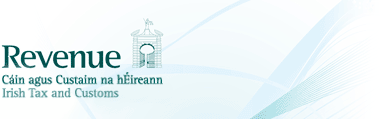 Revenue
Cáin agus Custaim na hÉireann
Irish Tax and Customs